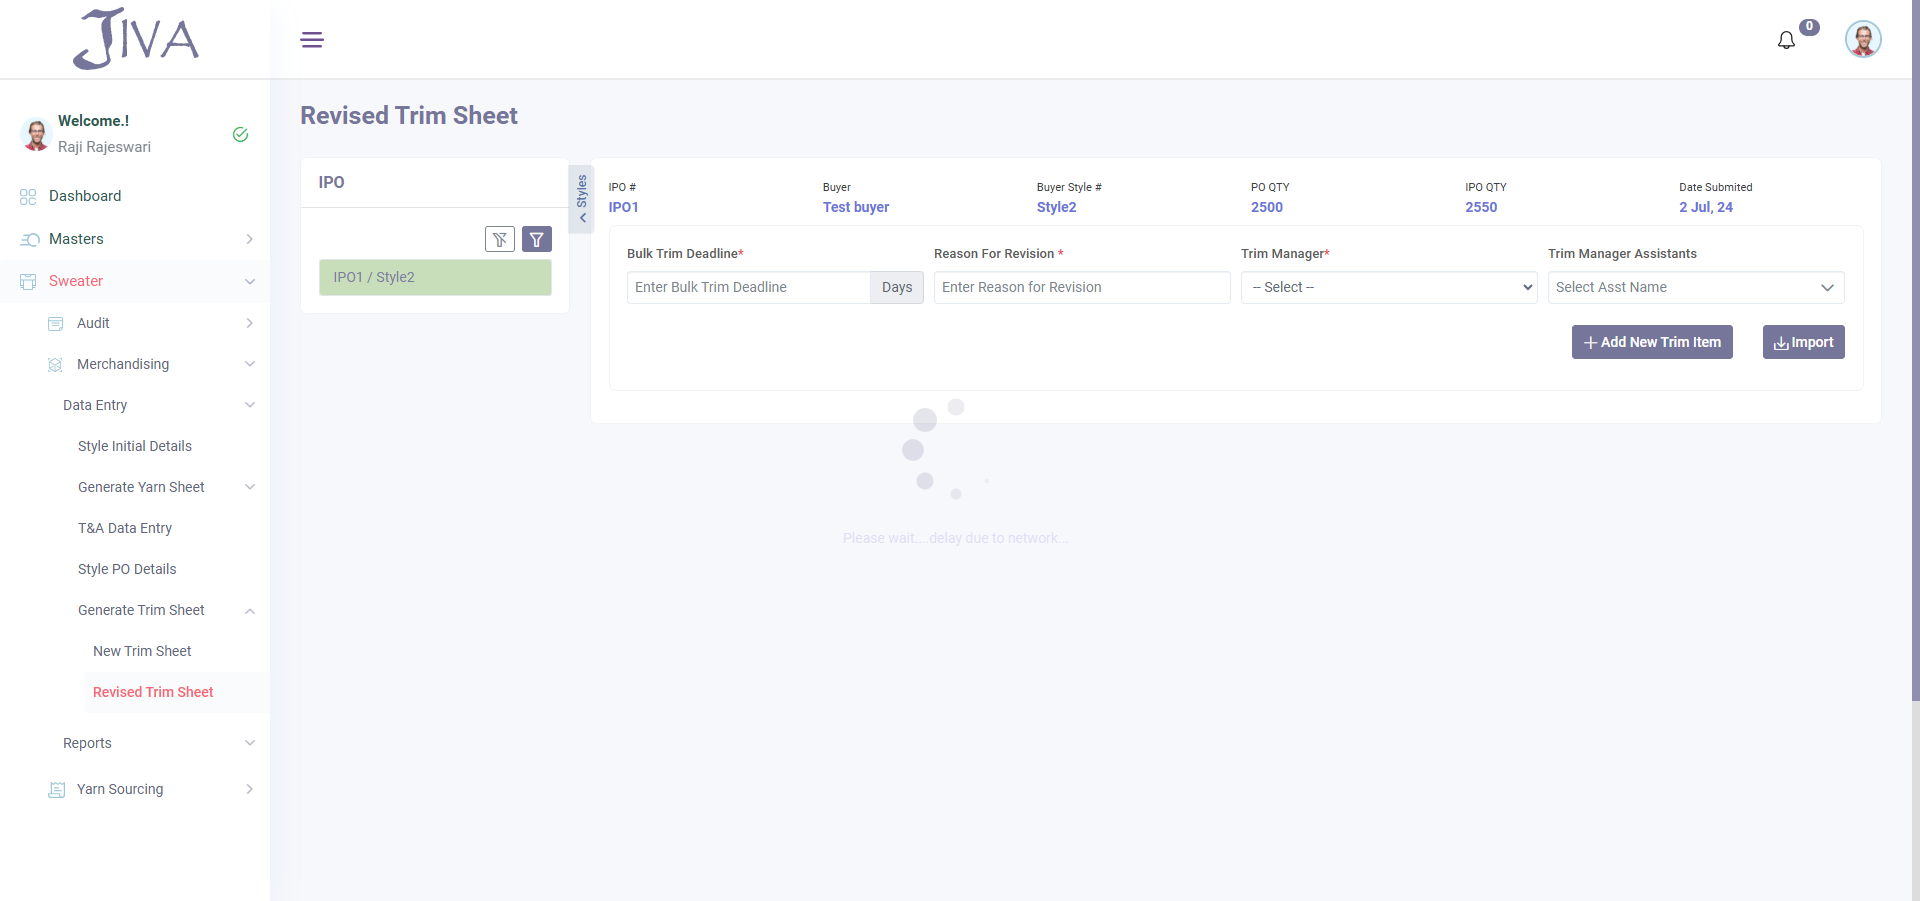 JIVA
0
Welcome.!
Raji Rajeswari
Dashboard
Masters
Sweater
Audit
Merchandising
Data Entry
Style Initial Details
Generate Yarn Sheet
T&A Data Entry
Style PO Details
Generate Trim Sheet
New Trim Sheet
Revised Trim Sheet
Reports
Yarn Sourcing
Revised Trim Sheet
IPO
IPO1 / Style2
Styles
IPO # Buyer Buyer Style # PO QTY IPO QTY Date Submited
IPO1 Test buyer Style2 2500 2550 2 Jul, 24
Bulk Trim Deadline* Reason For Revision * Trim Manager* Trim Manager Assistants
Enter Bulk Trim Deadline Days Enter Reason for Revision -- Select -- Select Asst Name
Add New Trim Item Import
Please wait....delay due to network...